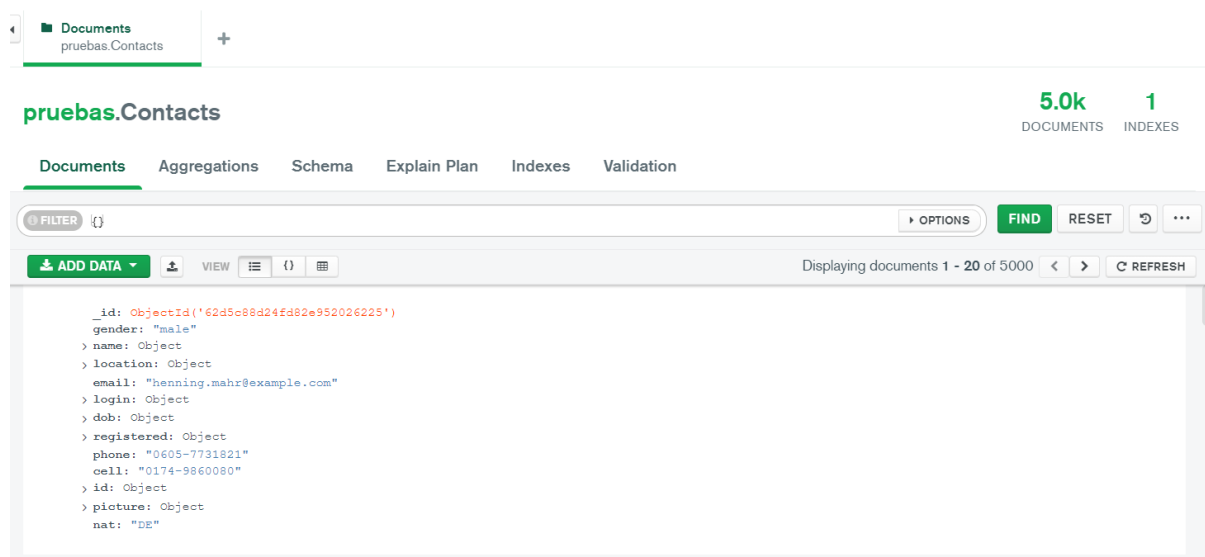 Documents
pruebas.Contacts
+
pruebas.Contacts
5.0k
DOCUMENTS
1
INDEXES
Documents Aggregations Schema Explain Plan Indexes Validation
FILTER {} OPTIONS FIND RESET ...
ADD DATA VIEW {} Displaying documents 1 - 20 of 5000 < > REFRESH
_id: ObjectId('62d5c88d24fd82e952026225')
gender: "male"
> name: Object
> location: Object
email: "henning.mahr@example.com"
> login: Object
> dob: Object
> registered: Object
phone: "0605-7731821"
cell: "0174-9860080"
> id: Object
> picture: Object
nat: "DE"